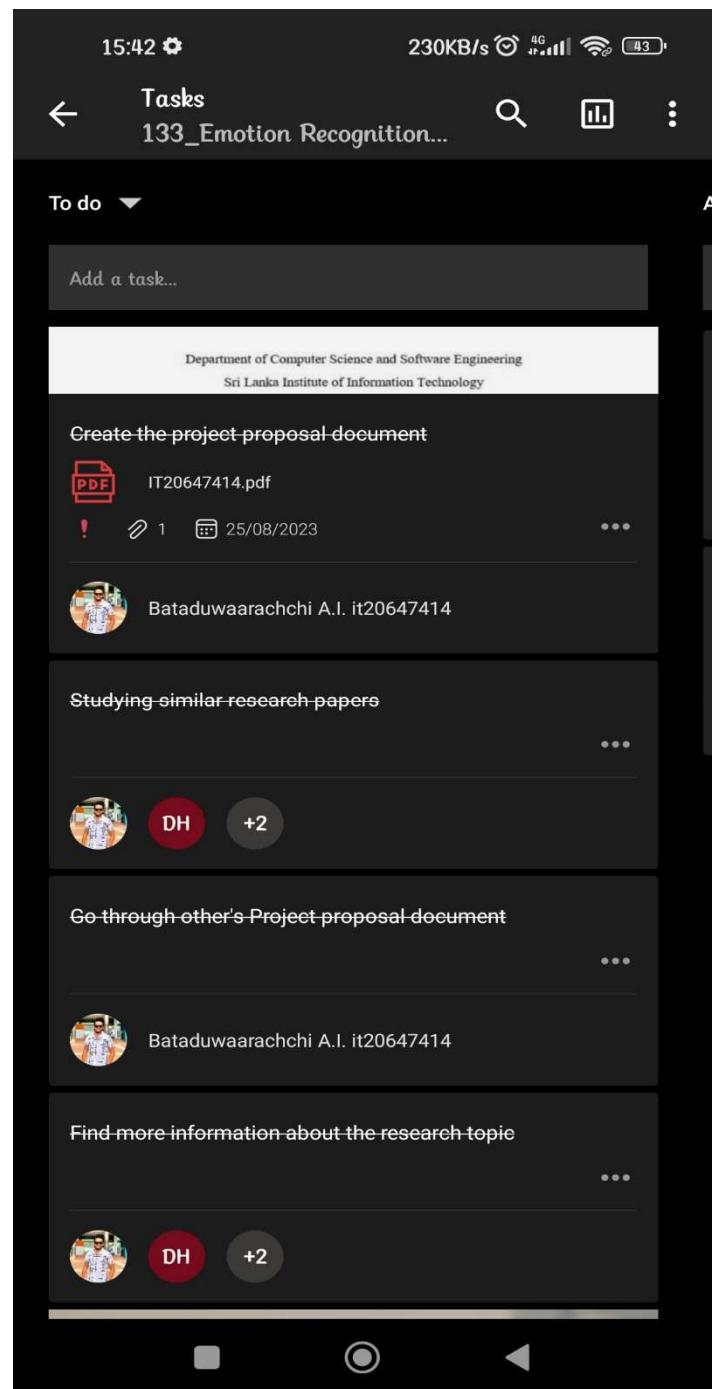 15:42 230KB/s 4G 43
Tasks
133_Emotion Recognition...
To do
A
Add a task...
Department of Computer Science and Software Engineering
Sri Lanka Institute of Information Technology
Create the project proposal document
PDF IT20647414.pdf
! 1 25/08/2023
Bataduwaarachchi A.I. it20647414
Studying similar research papers
DH +2
Go through other's Project proposal document
Bataduwaarachchi A.I. it20647414
Find more information about the research topic
DH +2